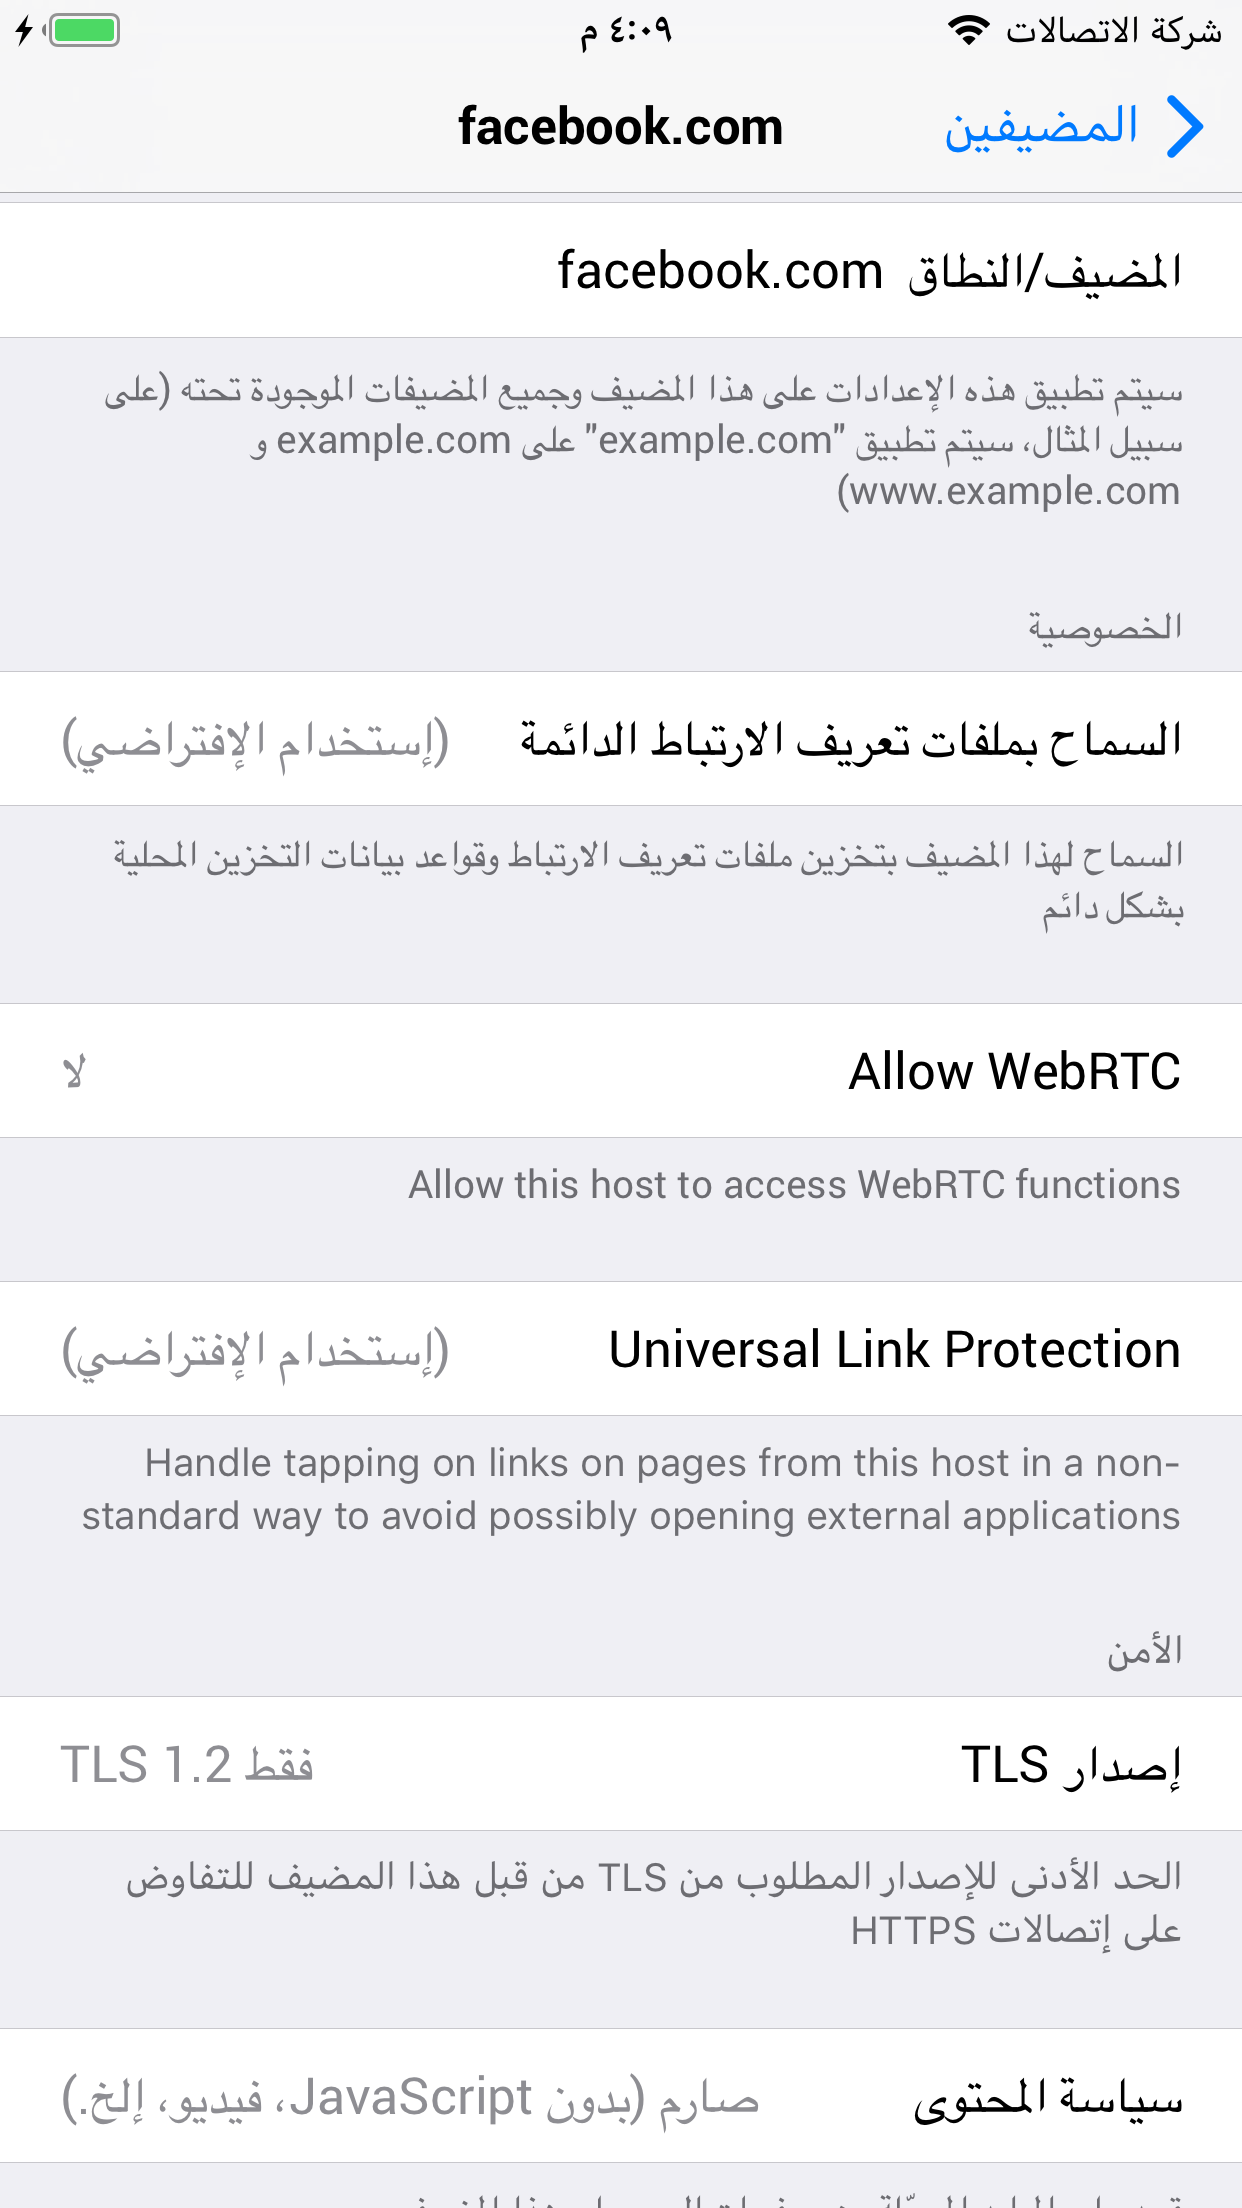 شركة الاتصالات ٤:٠٩ م
المضيفين facebook.com
المضيف/النطاق facebook.com
سيتم تطبيق هذه الإعدادات على هذا المضيف وجميع المضيفات الموجودة تحته (على
سبيل المثال، سيتم تطبيق "example.com" على example.com و
www.example.com)
الخصوصية
السماح بملفات تعريف الارتباط الدائمة (إستخدام الإفتراضي)
السماح لهذا المضيف بتخزين ملفات تعريف الارتباط وقواعد بيانات التخزين المحلية
بشكل دائم
Allow WebRTC لا
Allow this host to access WebRTC functions
Universal Link Protection (إستخدام الإفتراضي)
Handle tapping on links on pages from this host in a non-
standard way to avoid possibly opening external applications
الأمن
إصدار TLS فقط TLS 1.2
الحد الأدنى للإصدار المطلوب من TLS من قبل هذا المضيف للتفاوض
على إتصالات HTTPS
سياسة المحتوى صارم (بدون JavaScript، فيديو، إلخ.)